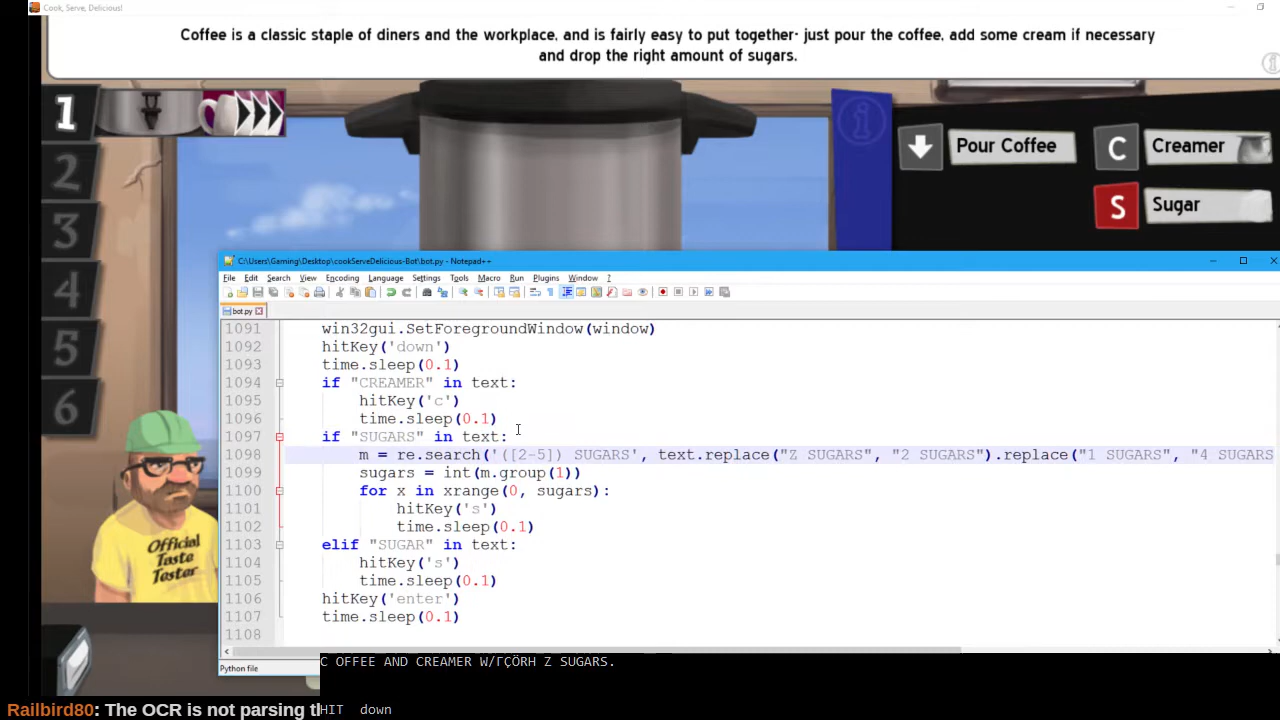 Cook, Serve, Delicious!
Coffee is a classic staple of diners and the workplace, and is fairly easy to put together- just pour the coffee, add some cream if necessary
and drop the right amount of sugars.
1
2
3
4
5
6
Pour Coffee
C Creamer
S Sugar
Official
Taste
Tester
C:\Users\Gaming\Desktop\cookServeDelicious-Bot\bot.py - Notepad++
File Edit Search View Encoding Language Settings Tools Macro Run Plugins Window ?
bot.py
1091 win32gui.SetForegroundWindow(window)
1092 hitKey('down')
1093 time.sleep(0.1)
1094 if "CREAMER" in text:
1095 hitKey('c')
1096 time.sleep(0.1)
1097 if "SUGARS" in text:
1098 m = re.search('([2-5]) SUGARS', text.replace("Z SUGARS", "2 SUGARS").replace("1 SUGARS", "4 SUGARS
1099 sugars = int(m.group(1))
1100 for x in xrange(0, sugars):
1101 hitKey('s')
1102 time.sleep(0.1)
1103 elif "SUGAR" in text:
1104 hitKey('s')
1105 time.sleep(0.1)
1106 hitKey('enter')
1107 time.sleep(0.1)
1108
Python file
C OFFEE AND CREAMER W/ΓÇÖRH Z SUGARS.
HIT down
Railbird80: The OCR is not parsing th